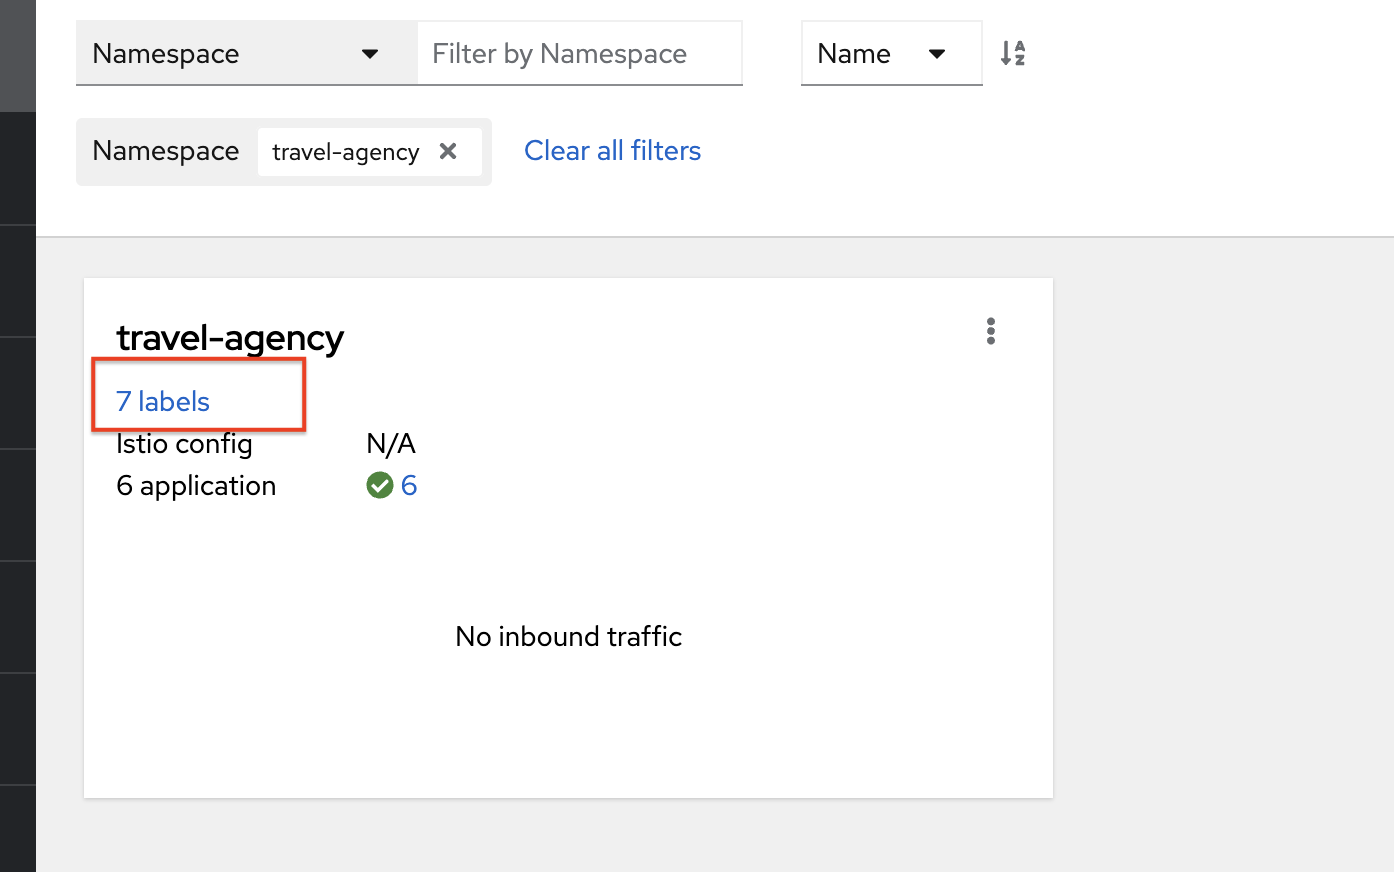 Namespace Filter by Namespace Name
Namespace travel-agency Clear all filters
travel-agency
7 labels
Istio config N/A
6 application 6
No inbound traffic